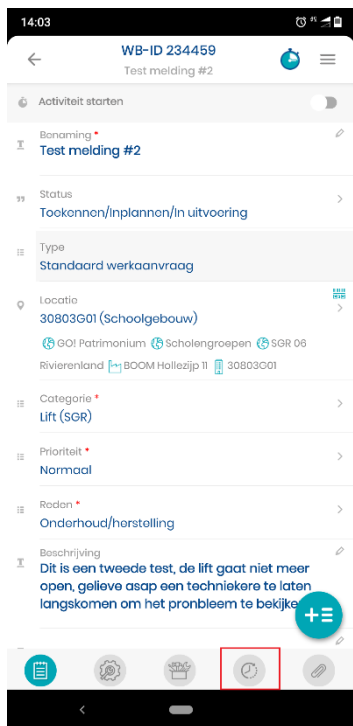 14:03
WB-ID 234459
Test melding #2
Activiteit starten
Benaming *
Test melding #2
Status
Toekennen/Inplannen/In uitvoering
Type
Standaard werkaanvraag
Locatie
30803G01 (Schoolgebouw)
GO! Patrimonium Scholengroepen SGR 06
Rivierenland BOOM Hollezijp 11 30803G01
Categorie *
Lift (SGR)
Prioriteit *
Normaal
Reden *
Onderhoud/herstelling
Beschrijving
Dit is een tweede test, de lift gaat niet meer
open, gelieve asap een techniekere te laten
langskomen om het pronbleem te bekijke